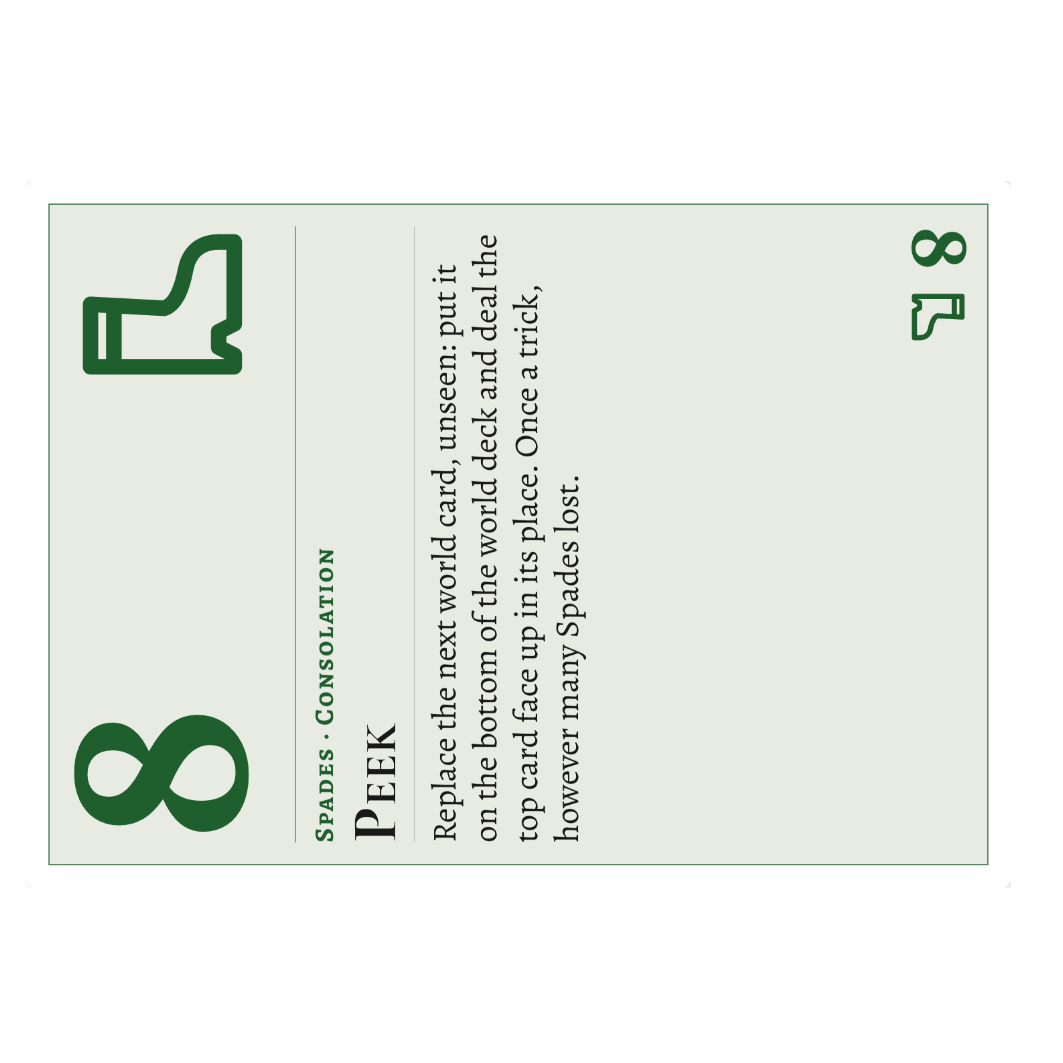 8
Spades · Consolation
Peek
Replace the next world card, unseen: put it
on the bottom of the world deck and deal the
top card face up in its place. Once a trick,
however many Spades lost.
8